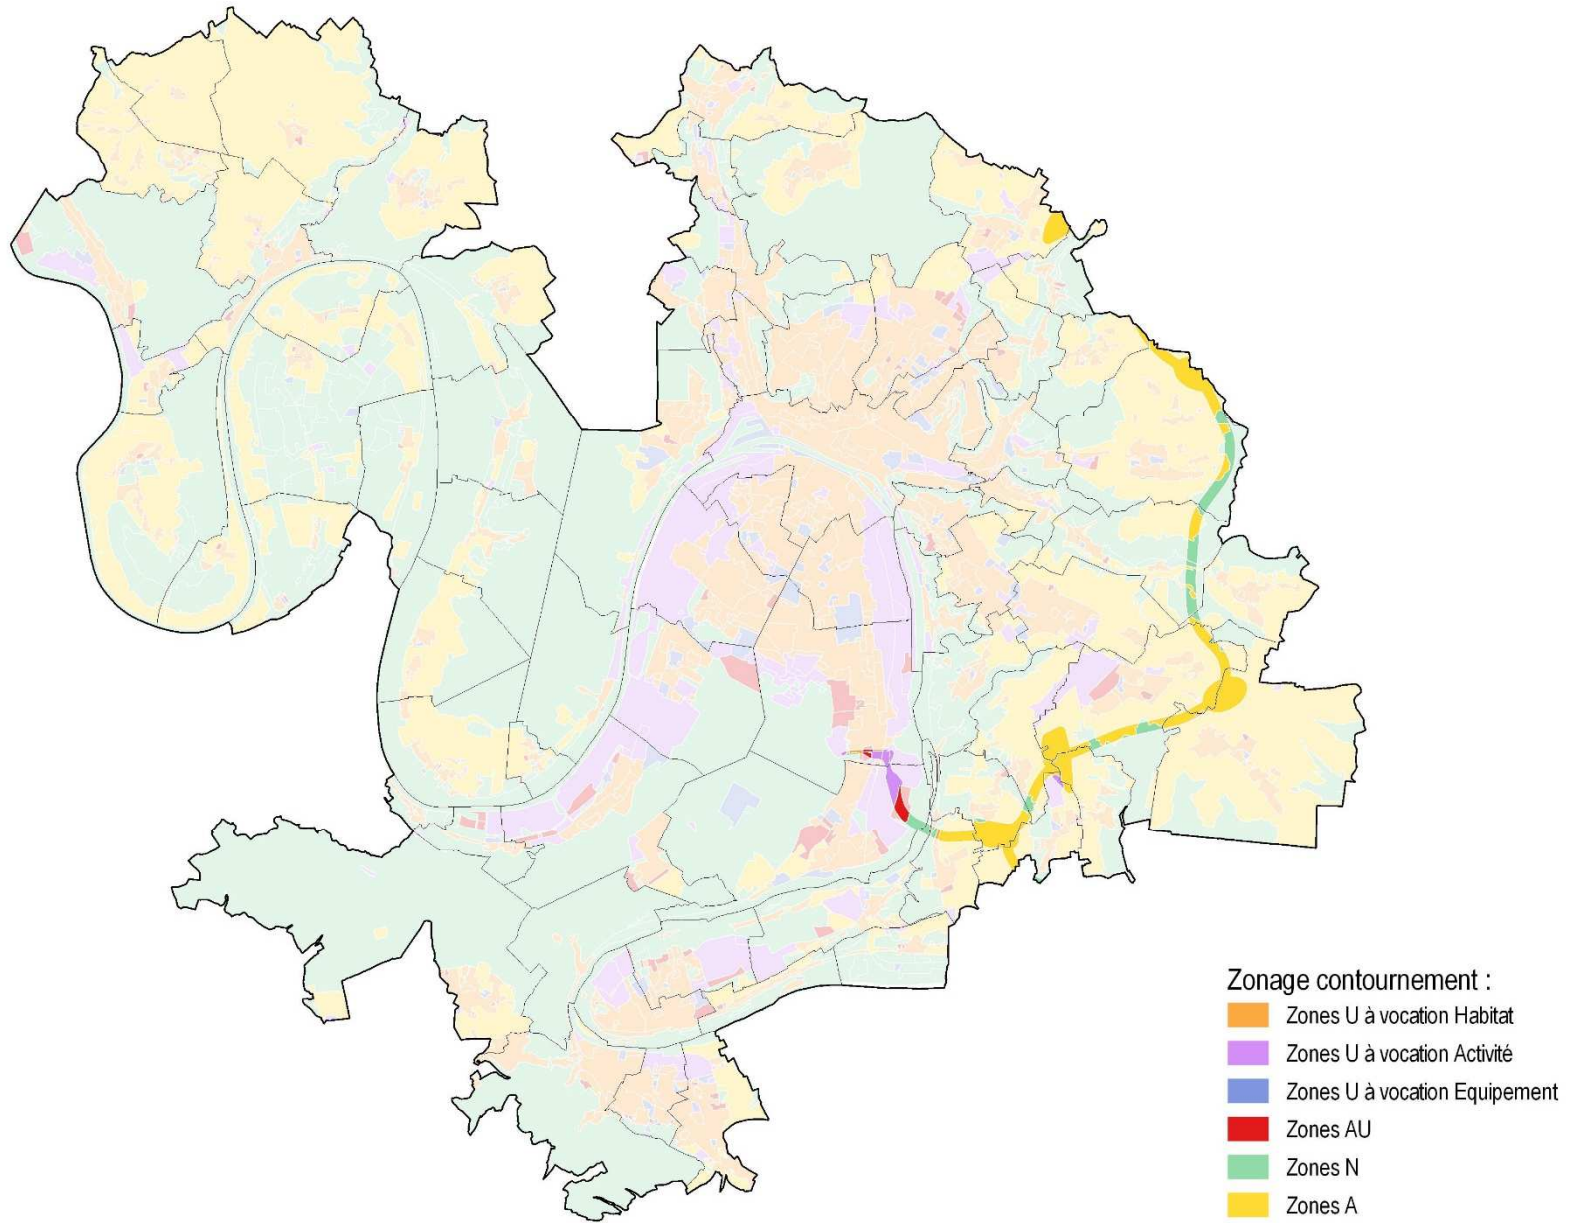 Zonage contournement :
Zones U à vocation Habitat
Zones U à vocation Activité
Zones U à vocation Equipement
Zones AU
Zones N
Zones A